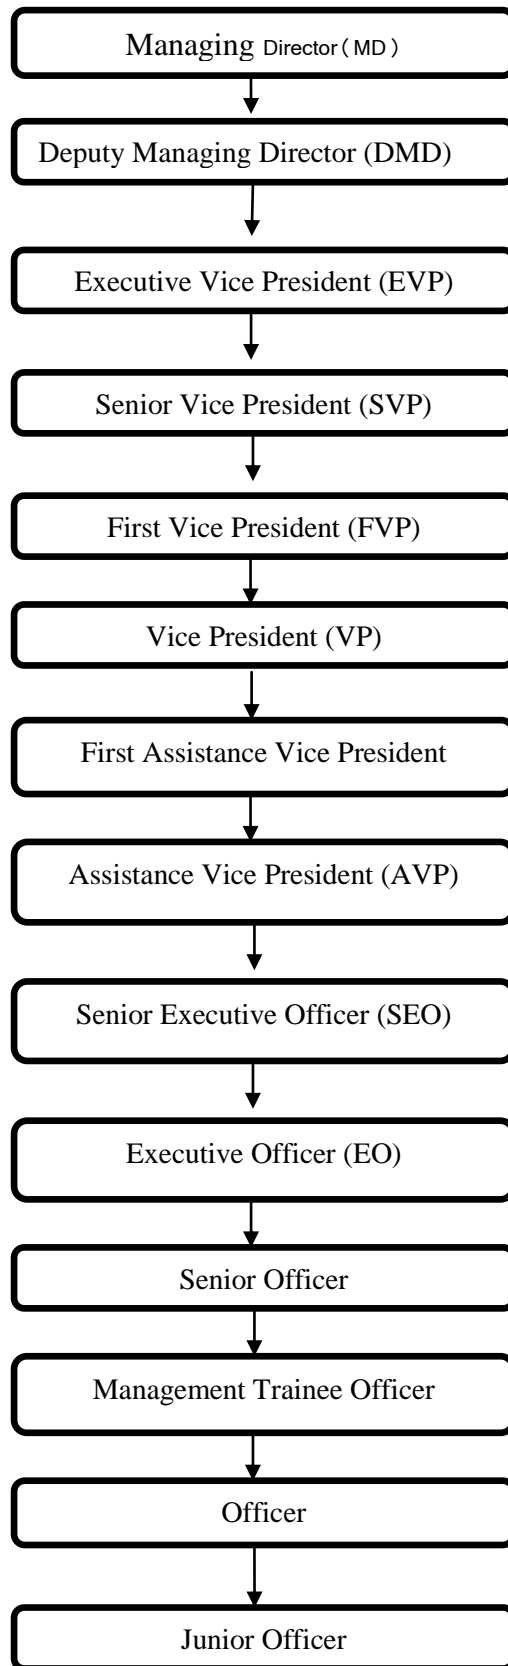 Managing Director ( MD )
Deputy Managing Director (DMD)
Executive Vice President (EVP)
Senior Vice President (SVP)
First Vice President (FVP)
Vice President (VP)
First Assistance Vice President
Assistance Vice President (AVP)
Senior Executive Officer (SEO)
Executive Officer (EO)
Senior Officer
Management Trainee Officer
Officer
Junior Officer